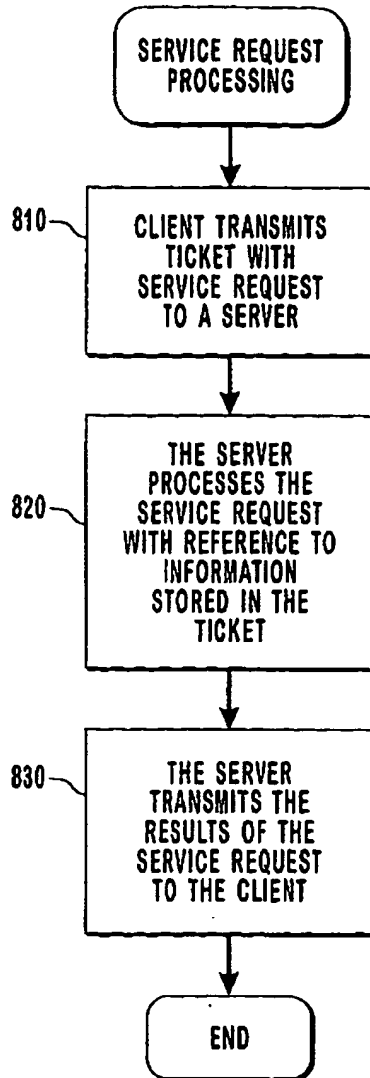 SERVICE REQUEST
PROCESSING
810
CLIENT TRANSMITS
TICKET WITH
SERVICE REQUEST
TO A SERVER
820
THE SERVER
PROCESSES THE
SERVICE REQUEST
WITH REFERENCE TO
INFORMATION
STORED IN THE
TICKET
830
THE SERVER
TRANSMITS THE
RESULTS OF THE
SERVICE REQUEST
TO THE CLIENT
END